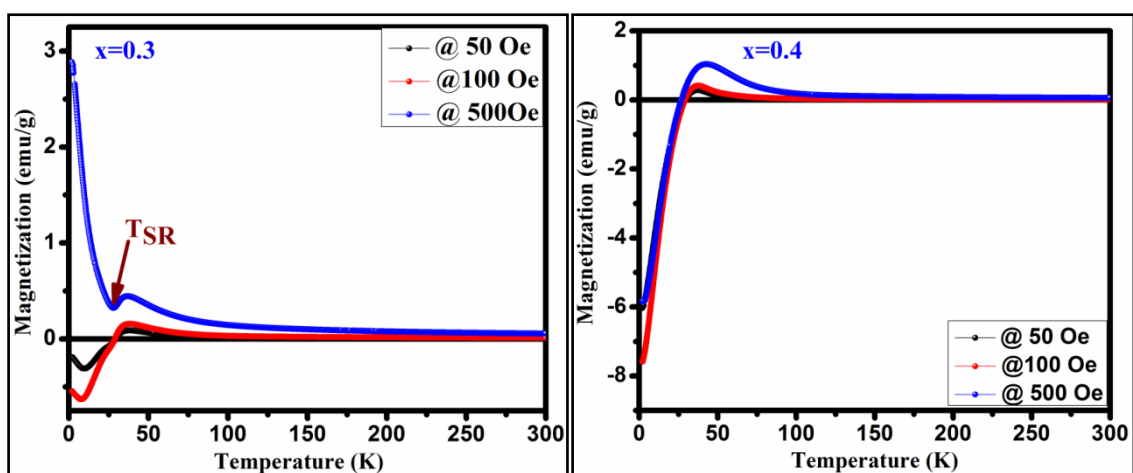 x=0.3
@ 50 Oe
@100 Oe
@ 500Oe
TSR
3
2
1
0
Magnetization (emu/g)
0 50 100 150 200 250 300
Temperature (K)
x=0.4
2
0
-2
-4
-6
-8
Magnetization (emu/g)
@ 50 Oe
@100 Oe
@ 500 Oe
0 50 100 150 200 250 300
Temperature (K)